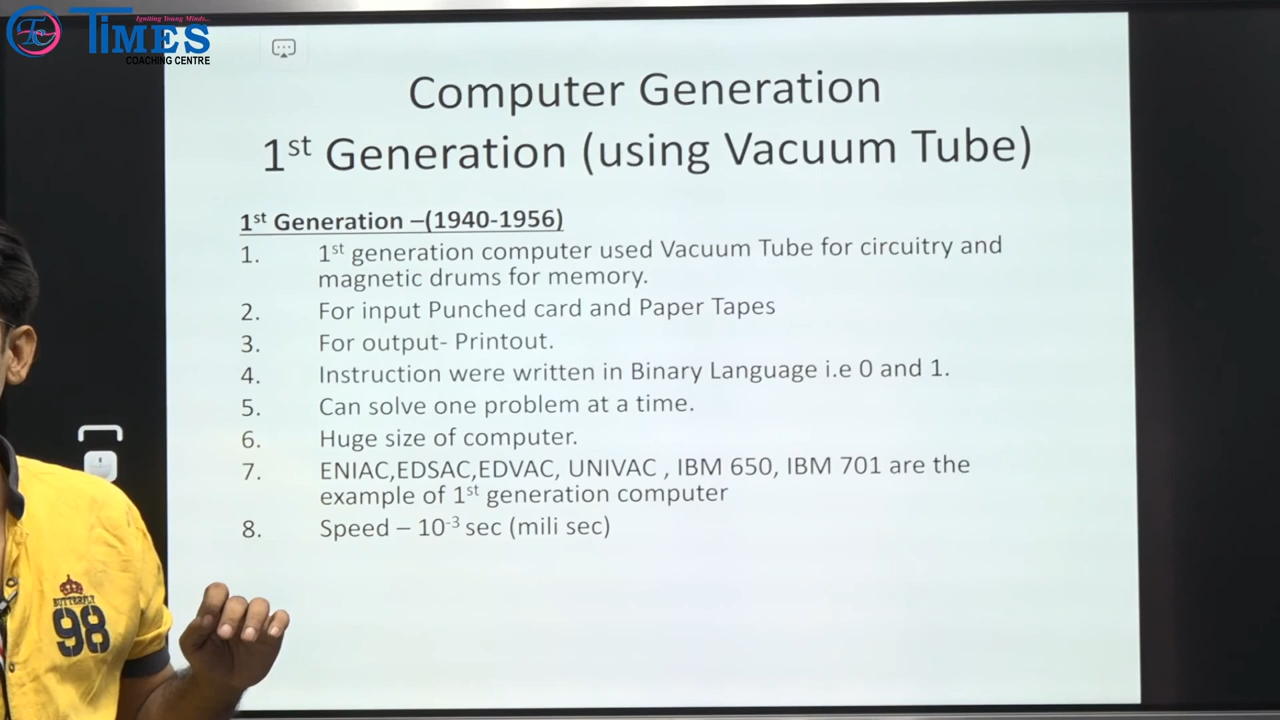 Igniting Young Minds...
TC TIMES
COACHING CENTRE
Computer Generation
1st Generation (using Vacuum Tube)
1st Generation –(1940-1956)
1. 1st generation computer used Vacuum Tube for circuitry and
magnetic drums for memory.
2. For input Punched card and Paper Tapes
3. For output- Printout.
4. Instruction were written in Binary Language i.e 0 and 1.
5. Can solve one problem at a time.
6. Huge size of computer.
7. ENIAC,EDSAC,EDVAC, UNIVAC , IBM 650, IBM 701 are the
example of 1st generation computer
8. Speed – 10-3 sec (mili sec)
BUTTERFLY
98